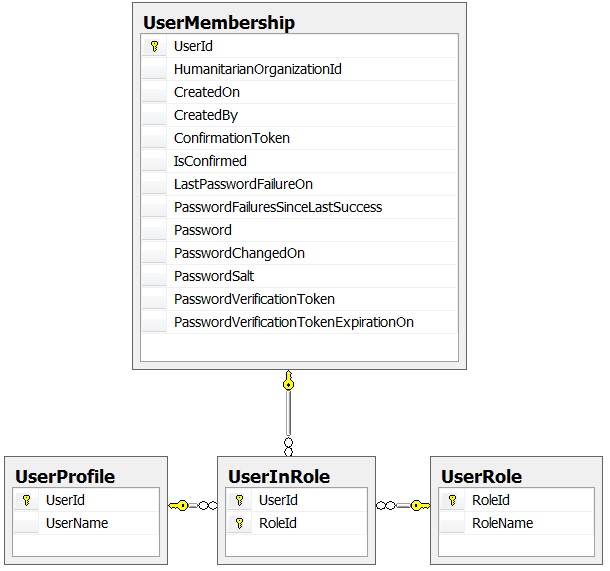 UserMembership
UserId
HumanitarianOrganizationId
CreatedOn
CreatedBy
ConfirmationToken
IsConfirmed
LastPasswordFailureOn
PasswordFailuresSinceLastSuccess
Password
PasswordChangedOn
PasswordSalt
PasswordVerificationToken
PasswordVerificationTokenExpirationOn
UserProfile
UserId
UserName
UserInRole
UserId
RoleId
UserRole
RoleId
RoleName